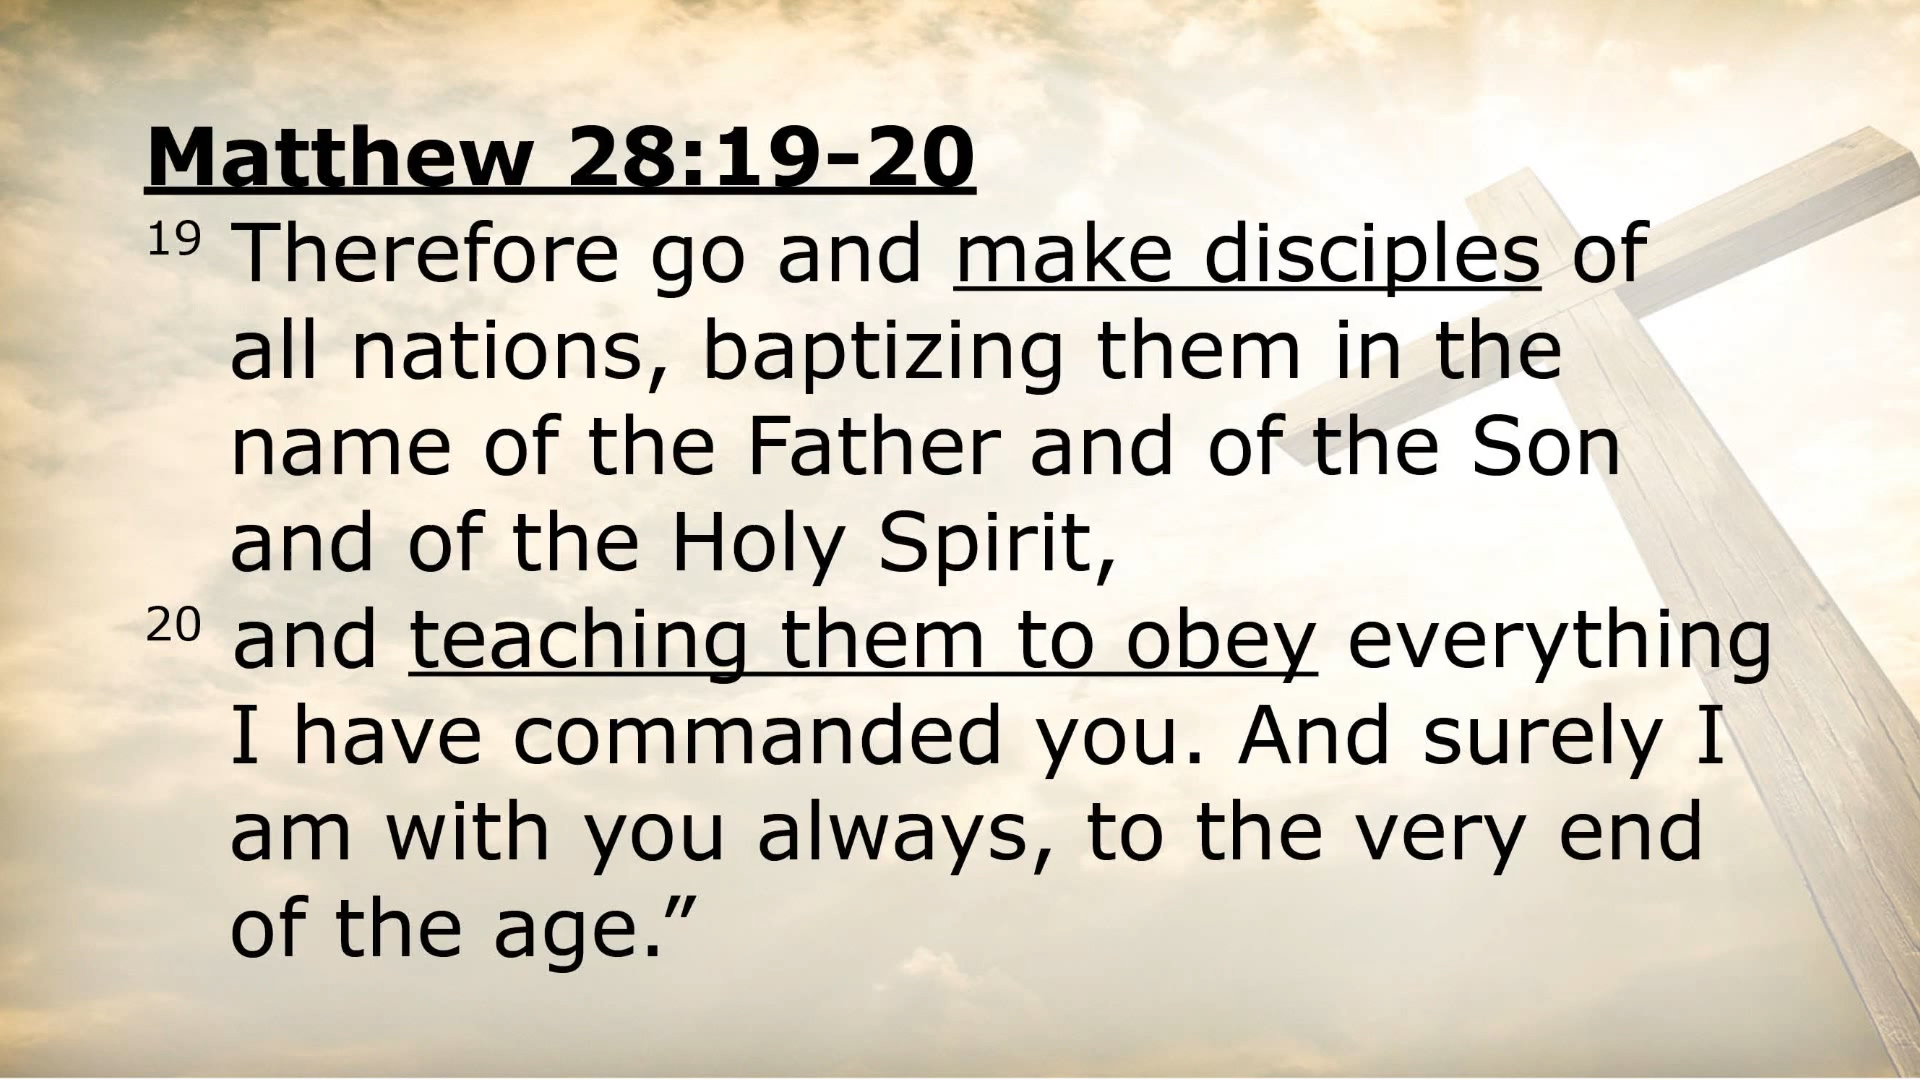 Matthew 28:19-20
19 Therefore go and make disciples of
all nations, baptizing them in the
name of the Father and of the Son
and of the Holy Spirit,
20 and teaching them to obey everything
I have commanded you. And surely I
am with you always, to the very end
of the age.”